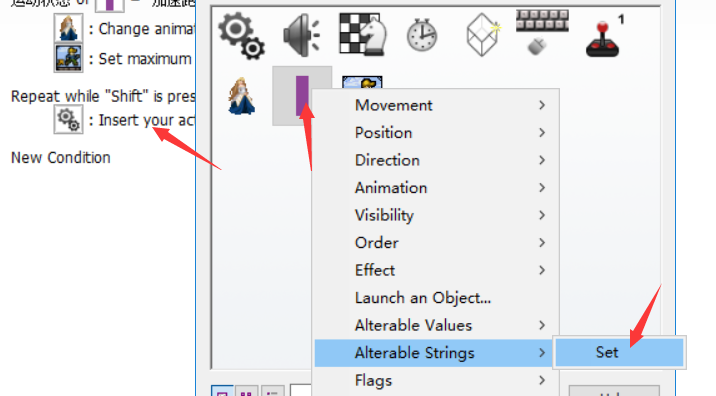 运动状态 of = "加速跑
: Change animat
: Set maximum
Repeat while "Shift" is pres
: Insert your act
New Condition
1
Movement
Position
Direction
Animation
Visibility
Order
Effect
Launch an Object...
Alterable Values
Alterable Strings
Set
Flags